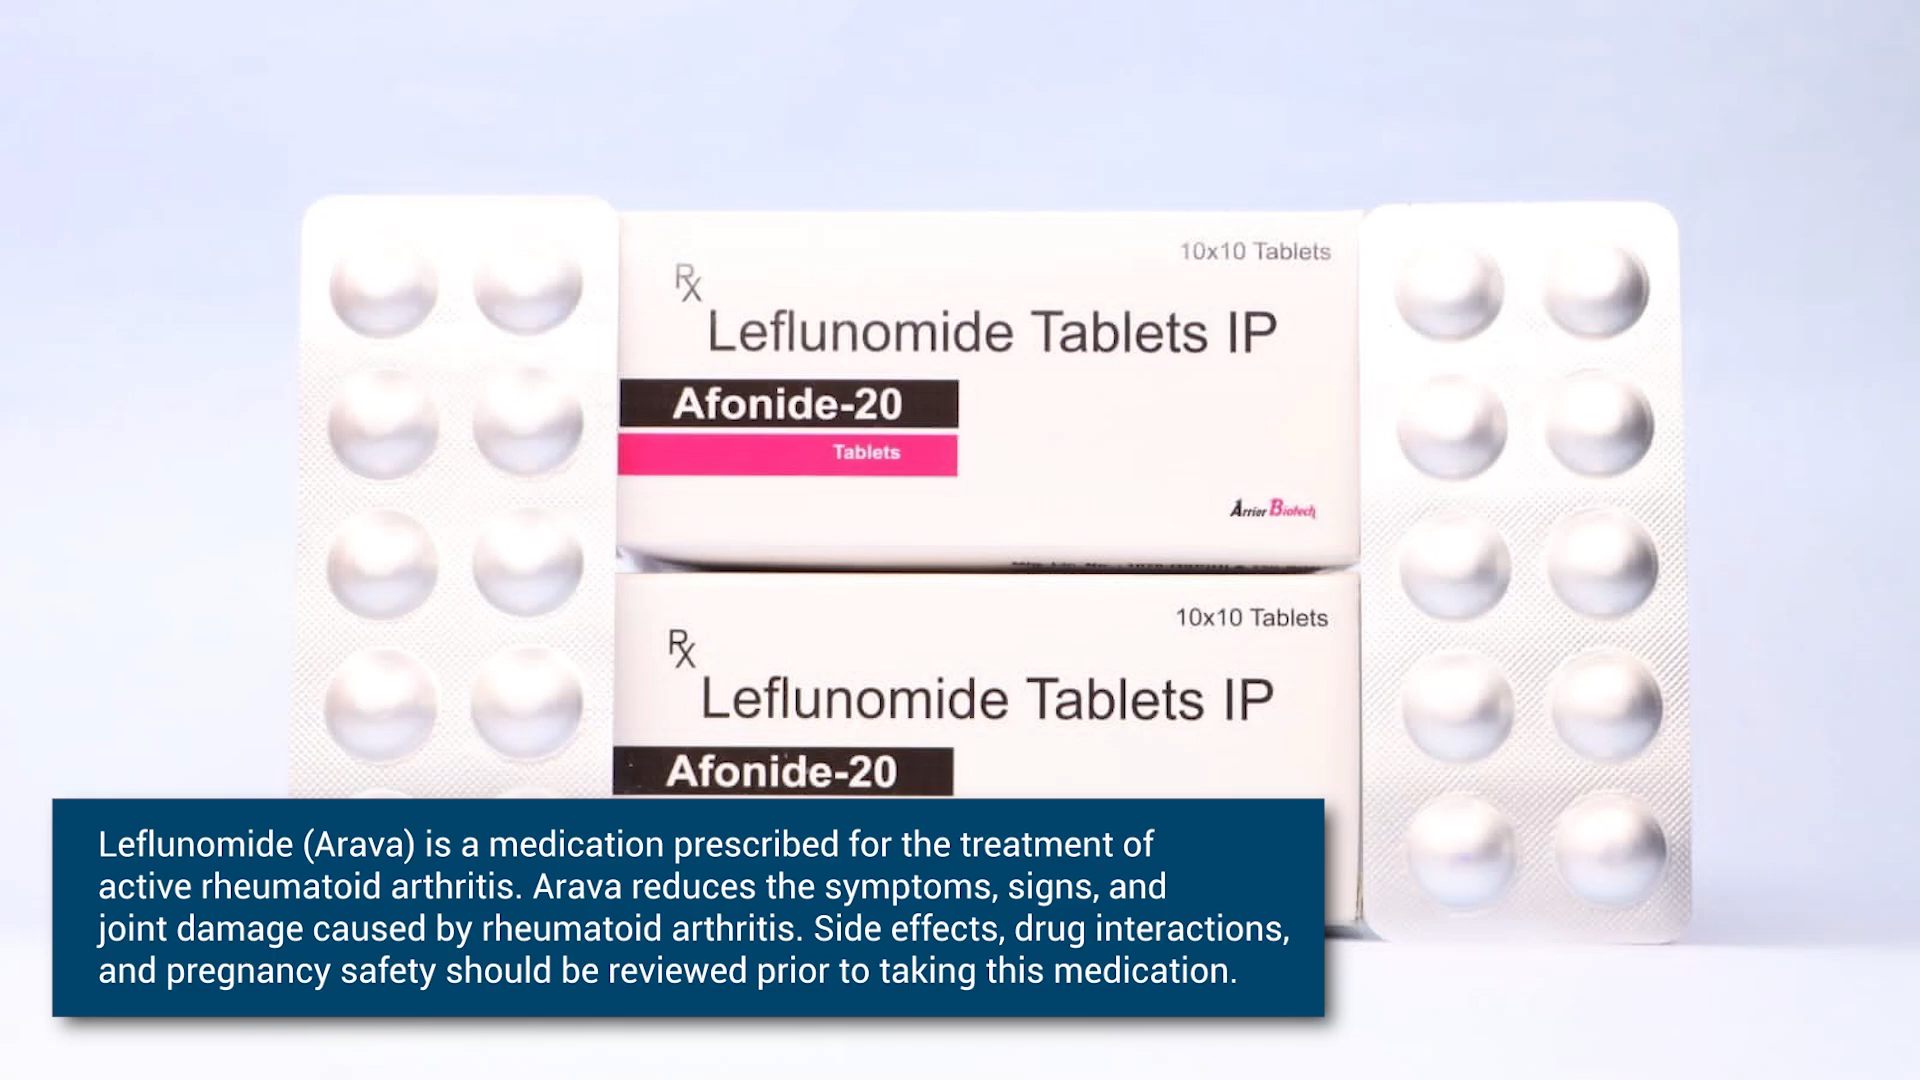 10x10 Tablets
Rx
Leflunomide Tablets IP
Afonide-20
Tablets
Arrier Biotech
10x10 Tablets
Rx
Leflunomide Tablets IP
Afonide-20
Leflunomide (Arava) is a medication prescribed for the treatment of
active rheumatoid arthritis. Arava reduces the symptoms, signs, and
joint damage caused by rheumatoid arthritis. Side effects, drug interactions,
and pregnancy safety should be reviewed prior to taking this medication.